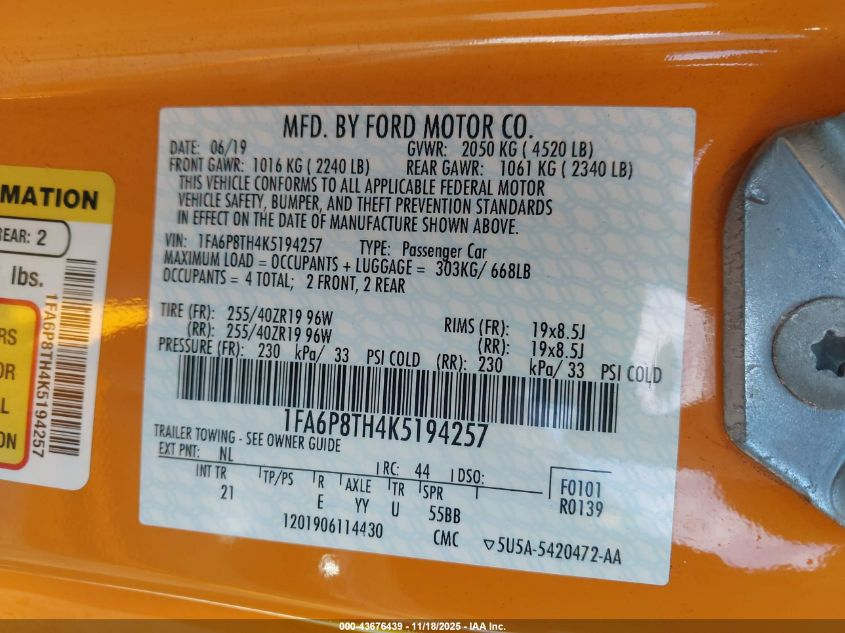 MFD. BY FORD MOTOR CO.
DATE: 06/19 GVWR: 2050 KG ( 4520 LB)
FRONT GAWR: 1016 KG ( 2240 LB) REAR GAWR: 1061 KG ( 2340 LB)
THIS VEHICLE CONFORMS TO ALL APPLICABLE FEDERAL MOTOR
VEHICLE SAFETY, BUMPER, AND THEFT PREVENTION STANDARDS
IN EFFECT ON THE DATE OF MANUFACTURE SHOWN ABOVE.
VIN: 1FA6P8TH4K5194257 TYPE: Passenger Car
MAXIMUM LOAD = OCCUPANTS + LUGGAGE = 303KG/ 668LB
OCCUPANTS = 4 TOTAL; 2 FRONT, 2 REAR
TIRE (FR): 255/40ZR19 96W RIMS (FR): 19x8.5J
(RR): 255/40ZR19 96W (RR): 19x8.5J
PRESSURE (FR): 230 kPa/ 33 PSI COLD (RR): 230 kPa/ 33 PSI COLD
1FA6P8TH4K5194257
TRAILER TOWING - SEE OWNER GUIDE
EXT PNT: NL RC: 44 DSO: F0101
INT TR TP/PS R AXLE TR SPR R0139
21 E YY U 55BB
1201906114430 CMC ▽5U5A-5420472-AA
RMATION
REAR: 2
lbs.
1FA6P8TH4K5194257
RS
OR
AL
000-43676439 - 11/18/2025 - IAA Inc.